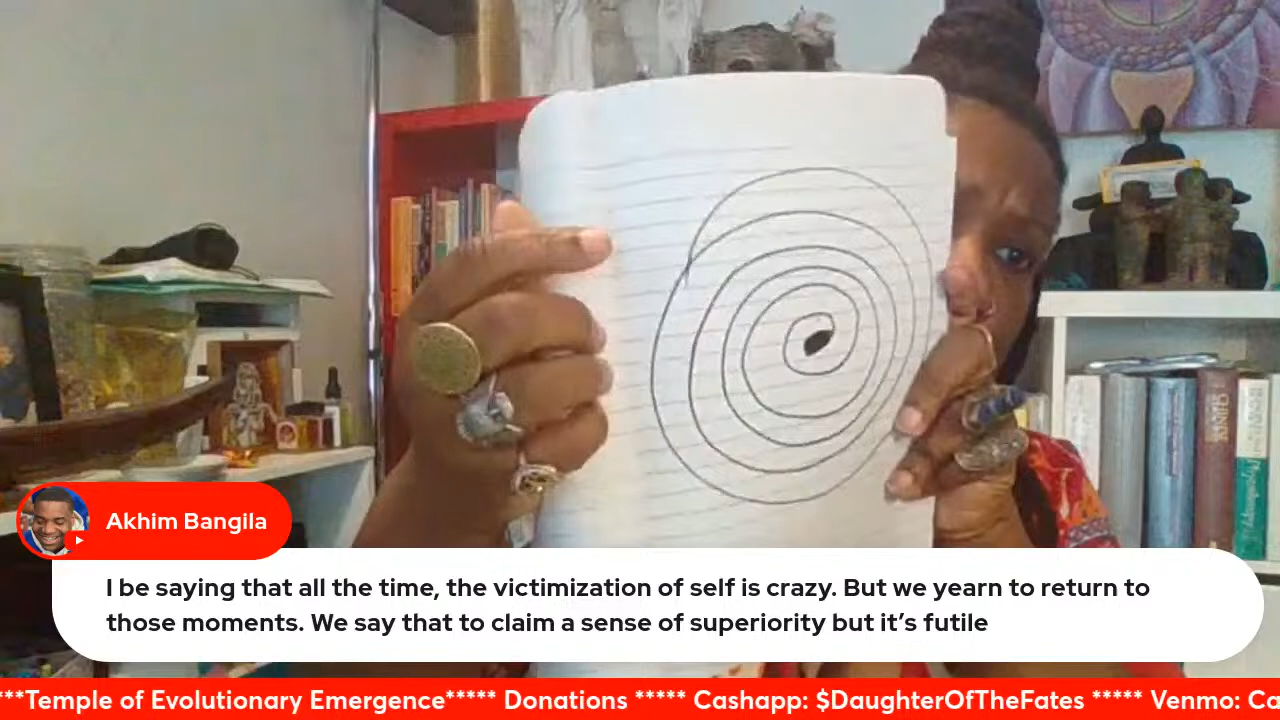 Akhim Bangila
I be saying that all the time, the victimization of self is crazy. But we yearn to return to
those moments. We say that to claim a sense of superiority but it’s futile
***Temple of Evolutionary Emergence***** Donations ***** Cashapp: $DaughterOfTheFates ***** Venmo: